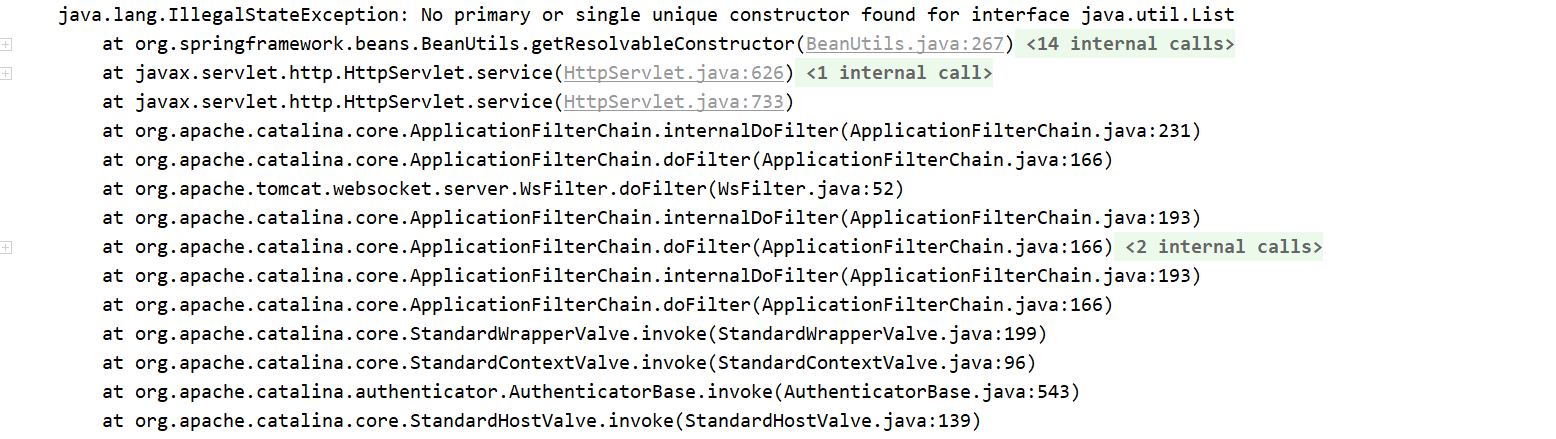 java.lang.IllegalStateException: No primary or single unique constructor found for interface java.util.List
at org.springframework.beans.BeanUtils.getResolvableConstructor(BeanUtils.java:267) <14 internal calls>
at javax.servlet.http.HttpServlet.service(HttpServlet.java:626) <1 internal call>
at javax.servlet.http.HttpServlet.service(HttpServlet.java:733)
at org.apache.catalina.core.ApplicationFilterChain.internalDoFilter(ApplicationFilterChain.java:231)
at org.apache.catalina.core.ApplicationFilterChain.doFilter(ApplicationFilterChain.java:166)
at org.apache.tomcat.websocket.server.WsFilter.doFilter(WsFilter.java:52)
at org.apache.catalina.core.ApplicationFilterChain.internalDoFilter(ApplicationFilterChain.java:193)
at org.apache.catalina.core.ApplicationFilterChain.doFilter(ApplicationFilterChain.java:166) <2 internal calls>
at org.apache.catalina.core.ApplicationFilterChain.internalDoFilter(ApplicationFilterChain.java:193)
at org.apache.catalina.core.ApplicationFilterChain.doFilter(ApplicationFilterChain.java:166)
at org.apache.catalina.core.StandardWrapperValve.invoke(StandardWrapperValve.java:199)
at org.apache.catalina.core.StandardContextValve.invoke(StandardContextValve.java:96)
at org.apache.catalina.authenticator.AuthenticatorBase.invoke(AuthenticatorBase.java:543)
at org.apache.catalina.core.StandardHostValve.invoke(StandardHostValve.java:139)